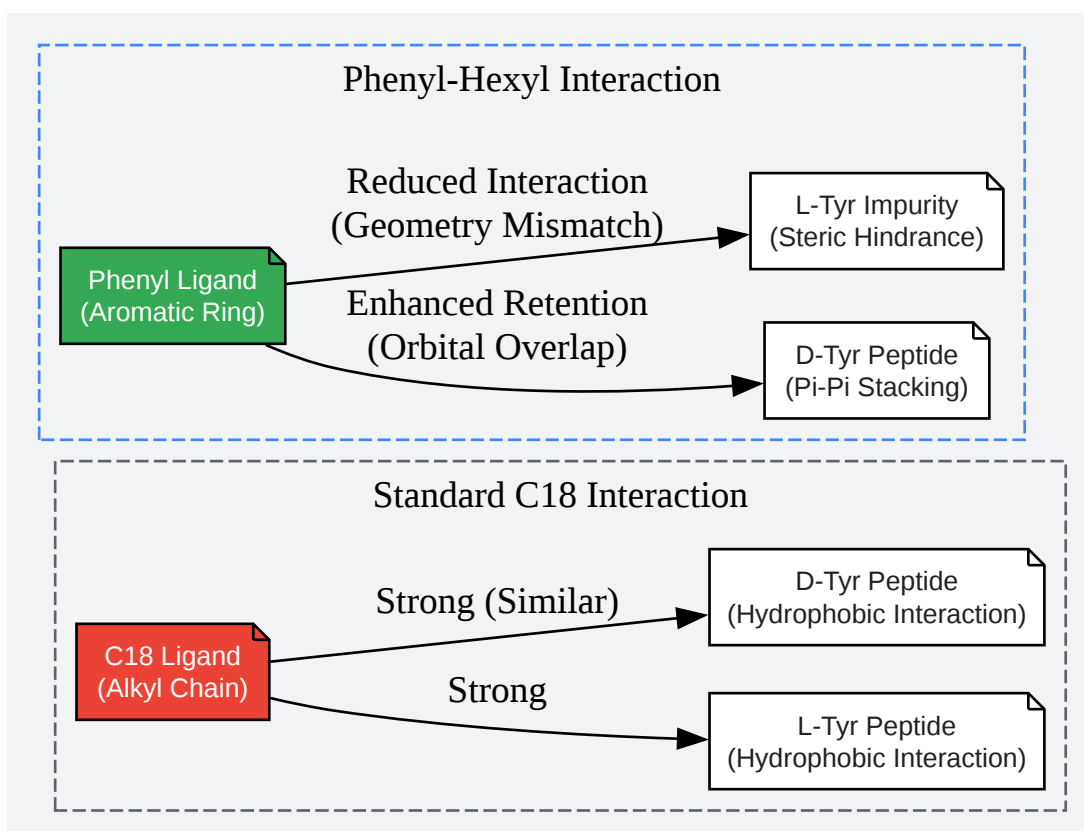 Phenyl-Hexyl Interaction
Reduced Interaction
(Geometry Mismatch)
L-Tyr Impurity
(Steric Hindrance)
Phenyl Ligand
(Aromatic Ring)
Enhanced Retention
(Orbital Overlap)
D-Tyr Peptide
(Pi-Pi Stacking)
Standard C18 Interaction
Strong (Similar)
D-Tyr Peptide
(Hydrophobic Interaction)
C18 Ligand
(Alkyl Chain)
Strong
L-Tyr Peptide
(Hydrophobic Interaction)